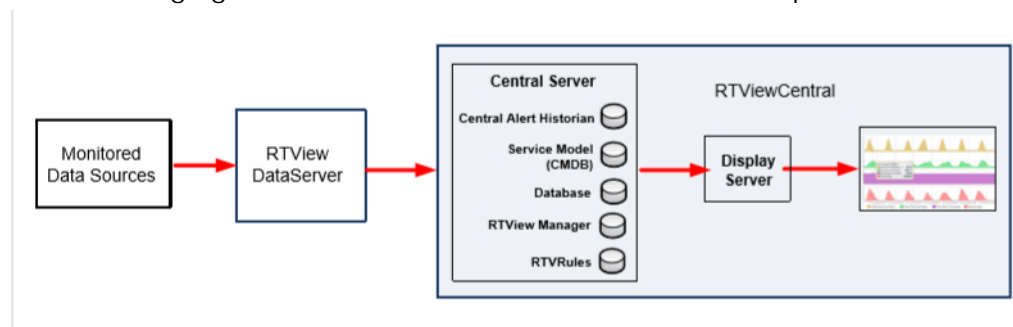 Monitored
Data Sources
RTView
DataServer
Central Server
Central Alert Historian
Service Model
(CMDB)
Database
RTView Manager
RTVRules
RTViewCentral
Display
Server